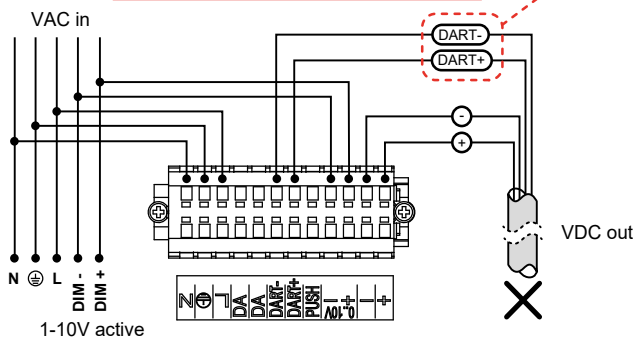 VAC in
DART-
DART+
-
+
VDC out
N L DIM - DIM +
1-10V active
N L DA DA DART- DART+ PUSH - + 0..10V - +